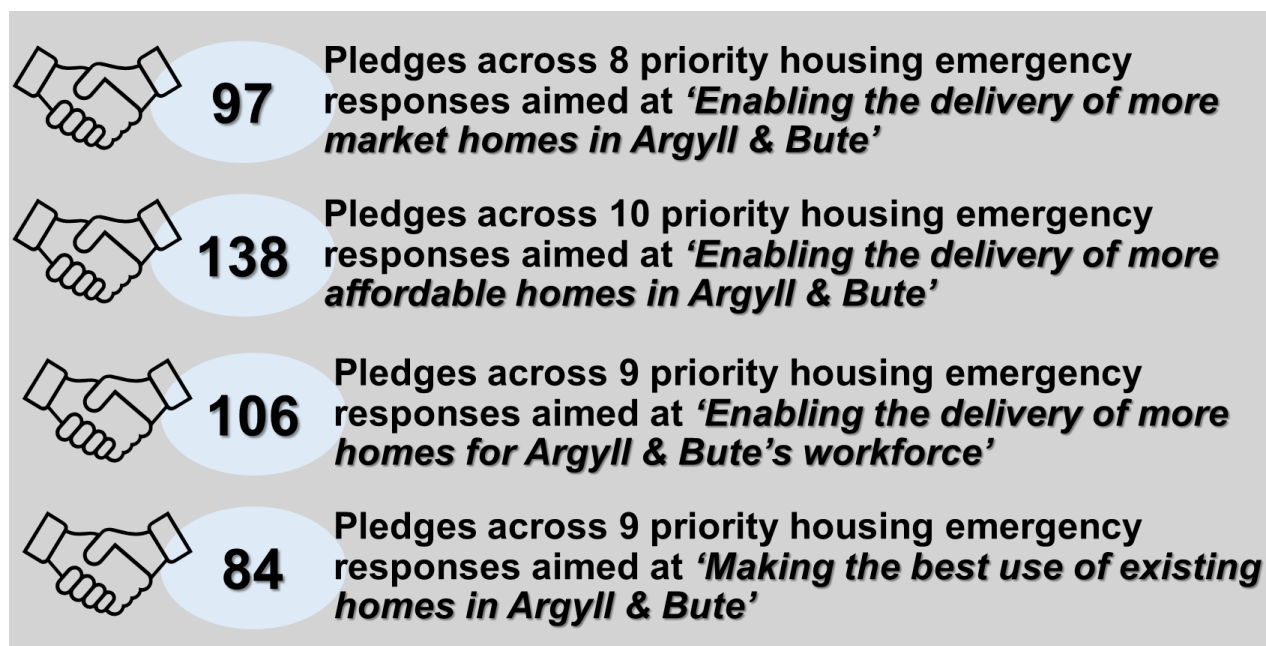 97
Pledges across 8 priority housing emergency
responses aimed at ‘Enabling the delivery of more
market homes in Argyll & Bute’
138
Pledges across 10 priority housing emergency
responses aimed at ‘Enabling the delivery of more
affordable homes in Argyll & Bute’
106
Pledges across 9 priority housing emergency
responses aimed at ‘Enabling the delivery of more
homes for Argyll & Bute’s workforce’
84
Pledges across 9 priority housing emergency
responses aimed at ‘Making the best use of existing
homes in Argyll & Bute’